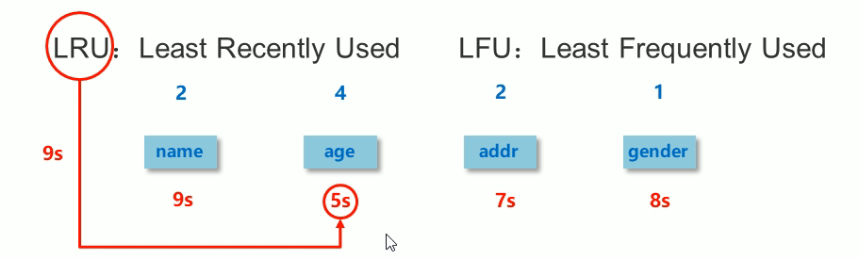 LRU：Least Recently Used LFU：Least Frequently Used
2 4 2 1
9s name age addr gender
9s 5s 7s 8s